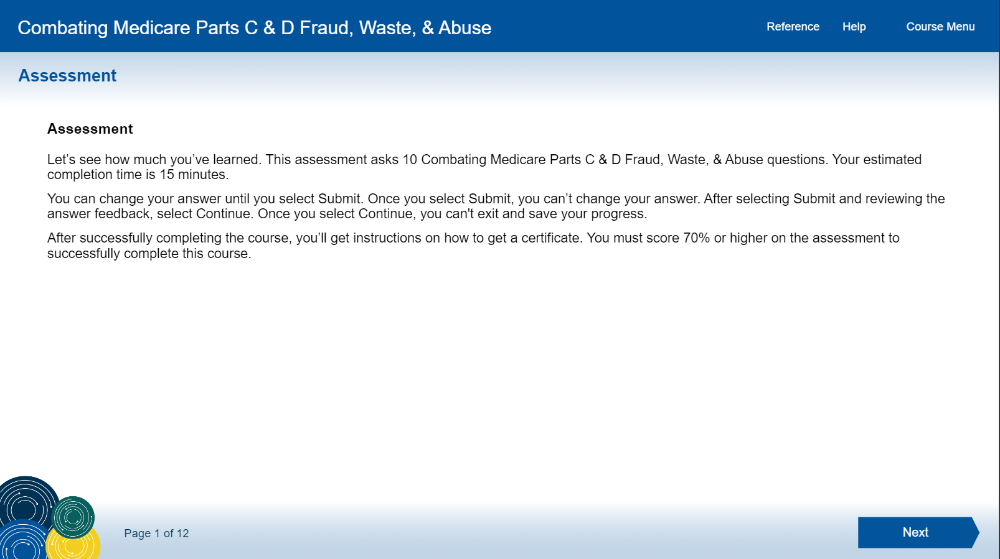 Combating Medicare Parts C & D Fraud, Waste, & Abuse
Reference
Help
Course Menu
Assessment
Assessment
Let’s see how much you’ve learned. This assessment asks 10 Combating Medicare Parts C & D Fraud, Waste, & Abuse questions. Your estimated
completion time is 15 minutes.
You can change your answer until you select Submit. Once you select Submit, you can’t change your answer. After selecting Submit and reviewing the
answer feedback, select Continue. Once you select Continue, you can't exit and save your progress.
After successfully completing the course, you’ll get instructions on how to get a certificate. You must score 70% or higher on the assessment to
successfully complete this course.
Page 1 of 12
Next